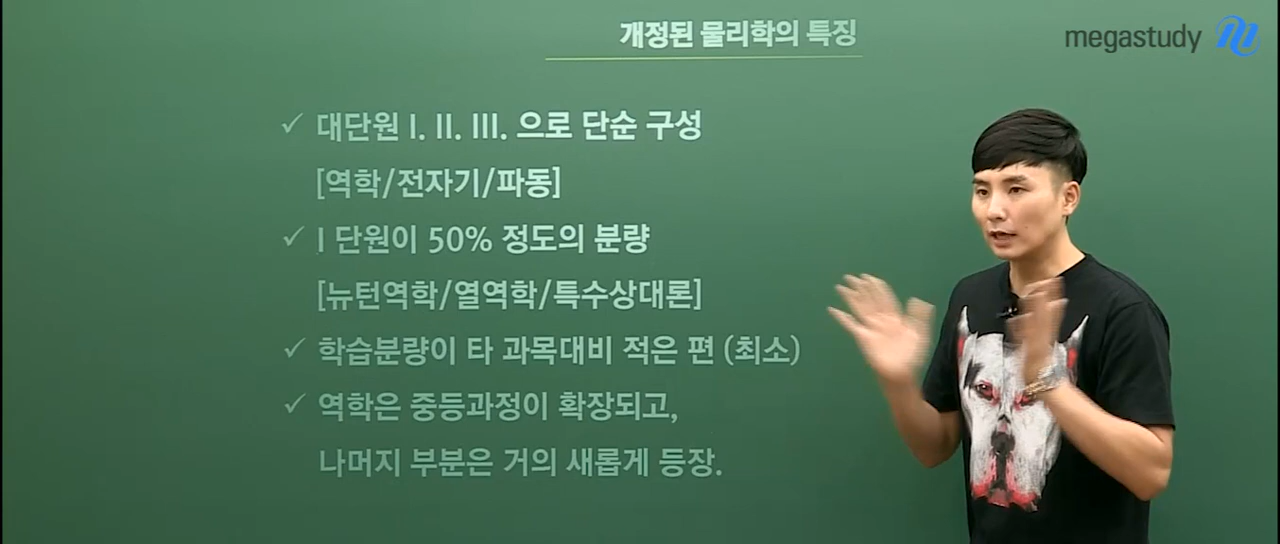 개정된 물리학의 특징
megastudy
✓ 대단원 I. II. III. 으로 단순 구성
[역학/전자기/파동]
✓ I 단원이 50% 정도의 분량
[뉴턴역학/열역학/특수상대론]
✓ 학습분량이 타 과목대비 적은 편 (최소)
✓ 역학은 중등과정이 확장되고,
나머지 부분은 거의 새롭게 등장.